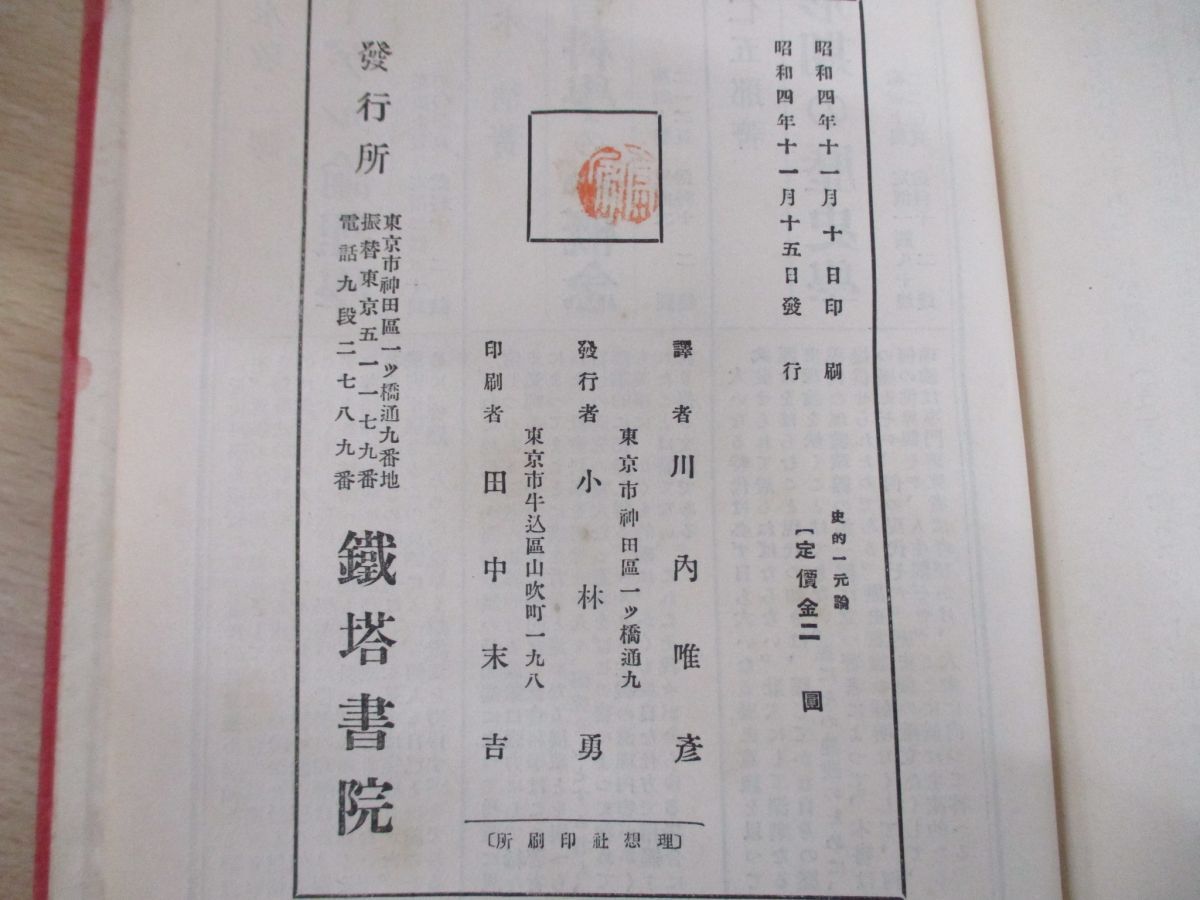 昭和四年十一月十日印刷
昭和四年十一月十五日發行
史的一元論
【定價金二圓
譯者 川內唯彥
東京市神田區一ッ橋通九
發行者 小林勇
東京市牛込區山吹町一九八
印刷者 田中末吉
〔理想社印刷所〕
發行所
東京市神田區一ッ橋通九番地
振替東京五一一七九番
電話九段二七八九番
鐵塔書院